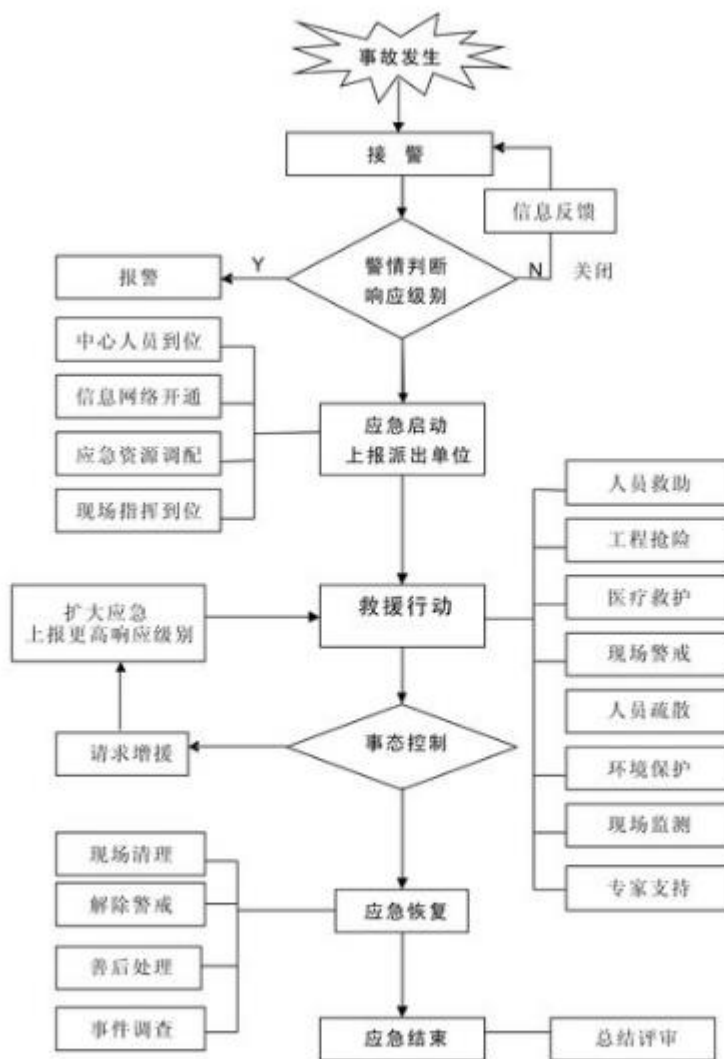 事故发生
接 警
信息反馈
警情判断
响应级别
Y
N
关闭
报警
中心人员到位
信息网络开通
应急资源调配
现场指挥到位
应急启动
上报派出单位
人员救助
工程抢险
医疗救护
现场警戒
人员疏散
环境保护
现场监测
专家支持
救援行动
扩大应急
上报更高响应级别
请求增援
事态控制
现场清理
解除警戒
善后处理
事件调查
应急恢复
应急结束
总结评审